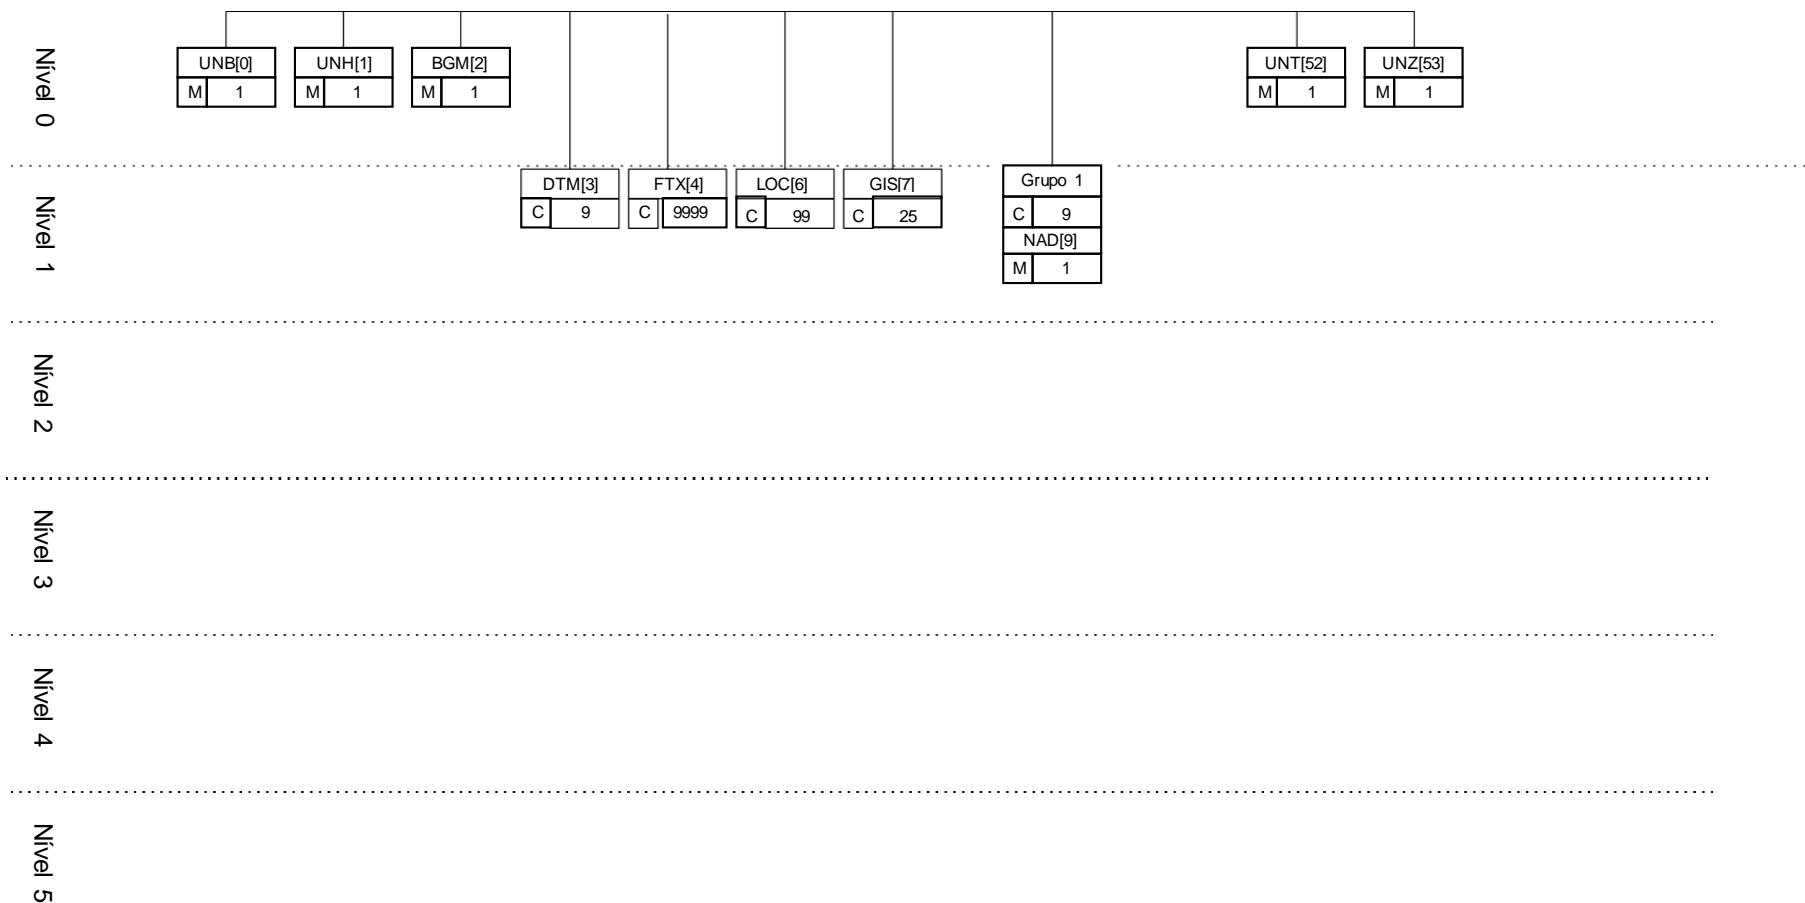 Nível 0
UNB[0] UNH[1] BGM[2] UNT[52] UNZ[53]
M 1 M 1 M 1 M 1 M 1
Nível 1
DTM[3] FTX[4] LOC[6] GIS[7] Grupo 1
C 9 C 9999 C 99 C 25 C 9
NAD[9]
M 1
Nível 2
Nível 3
Nível 4
Nível 5